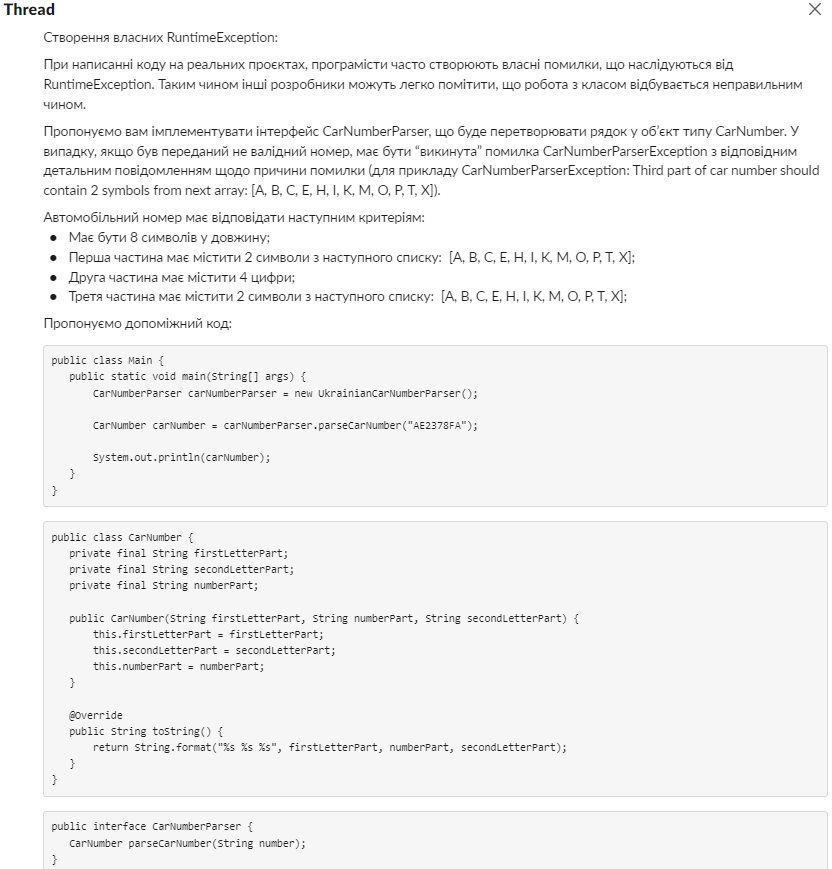 Thread
Створення власних RuntimeException:
При написанні коду на реальних проєктах, програмісти часто створюють власні помилки, що наслідуються від
RuntimeException. Таким чином інші розробники можуть легко помітити, що робота з класом відбувається неправильним
чином.
Пропонуємо вам імплементувати інтерфейс CarNumberParser, що буде перетворювати рядок у об’єкт типу CarNumber. У
випадку, якщо був переданий не валідний номер, має бути “викинута” помилка CarNumberParserException з відповідним
детальним повідомленням щодо причини помилки (для прикладу CarNumberParserException: Third part of car number should
contain 2 symbols from next array: [A, B, C, E, H, I, K, M, O, P, T, X]).
Автомобільний номер має відповідати наступним критеріям:
● Має бути 8 символів у довжину;
● Перша частина має містити 2 символи з наступного списку: [A, B, C, E, H, I, K, M, O, P, T, X];
● Друга частина має містити 4 цифри;
● Третя частина має містити 2 символи з наступного списку: [A, B, C, E, H, I, K, M, O, P, T, X];
Пропонуємо допоміжний код:
public class Main {
public static void main(String[] args) {
CarNumberParser carNumberParser = new UkrainianCarNumberParser();
CarNumber carNumber = carNumberParser.parseCarNumber("AE2378FA");
System.out.println(carNumber);
}
}
public class CarNumber {
private final String firstLetterPart;
private final String secondLetterPart;
private final String numberPart;
public CarNumber(String firstLetterPart, String numberPart, String secondLetterPart) {
this.firstLetterPart = firstLetterPart;
this.secondLetterPart = secondLetterPart;
this.numberPart = numberPart;
}
@Override
public String toString() {
return String.format("%s %s %s", firstLetterPart, numberPart, secondLetterPart);
}
}
public interface CarNumberParser {
CarNumber parseCarNumber(String number);
}